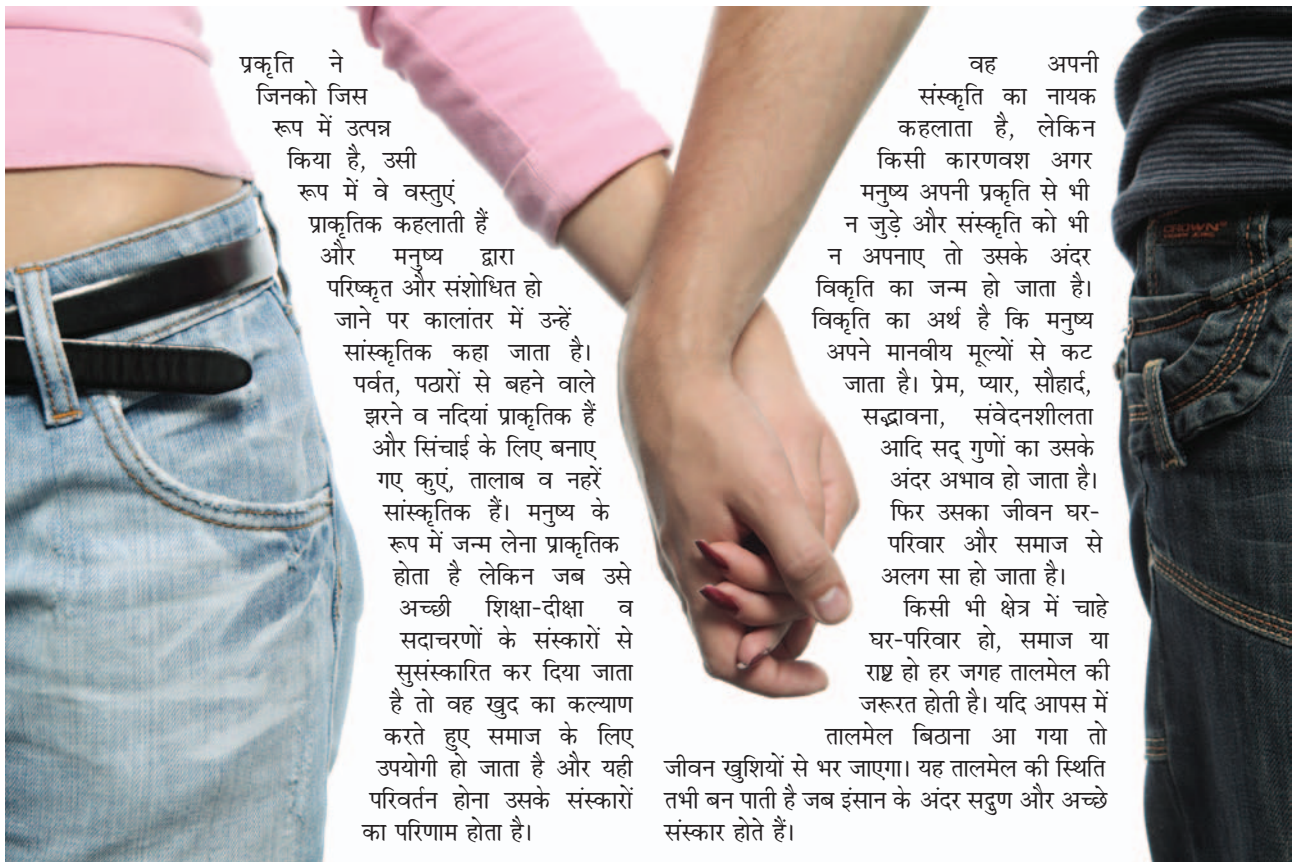 प्रकृति ने
जिनको जिस
रूप में उत्पन्न
किया है, उसी
रूप में वे वस्तुएं
प्राकृतिक कहलाती हैं
और मनुष्य द्वारा
परिष्कृत और संशोधित हो
जाने पर कालांतर में उन्हें
सांस्कृतिक कहा जाता है।
पर्वत, पठारों से बहने वाले
झरने व नदियां प्राकृतिक हैं
और सिंचाई के लिए बनाए
गए कुएं, तालाब व नहरें
सांस्कृतिक हैं। मनुष्य के
रूप में जन्म लेना प्राकृतिक
होता है लेकिन जब उसे
अच्छी शिक्षा-दीक्षा व
सदाचरणों के संस्कारों से
सुसंस्कारित कर दिया जाता
है तो वह खुद का कल्याण
करते हुए समाज के लिए
उपयोगी हो जाता है और यही
परिवर्तन होना उसके संस्कारों
का परिणाम होता है।
वह अपनी
संस्कृति का नायक
कहलाता है, लेकिन
किसी कारणवश अगर
मनुष्य अपनी प्रकृति से भी
न जुड़े और संस्कृति को भी
न अपनाए तो उसके अंदर
विकृति का जन्म हो जाता है।
विकृति का अर्थ है कि मनुष्य
अपने मानवीय मूल्यों से कट
जाता है। प्रेम, प्यार, सौहार्द,
सद्भावना, संवेदनशीलता
आदि सद् गुणों का उसके
अंदर अभाव हो जाता है।
फिर उसका जीवन घर-
परिवार और समाज से
अलग सा हो जाता है।
किसी भी क्षेत्र में चाहे
घर-परिवार हो, समाज या
राष्ट हो हर जगह तालमेल की
जरूरत होती है। यदि आपस में
तालमेल बिठाना आ गया तो
जीवन खुशियों से भर जाएगा। यह तालमेल की स्थिति
तभी बन पाती है जब इंसान के अंदर सद्गुण और अच्छे
संस्कार होते हैं।
CROWN